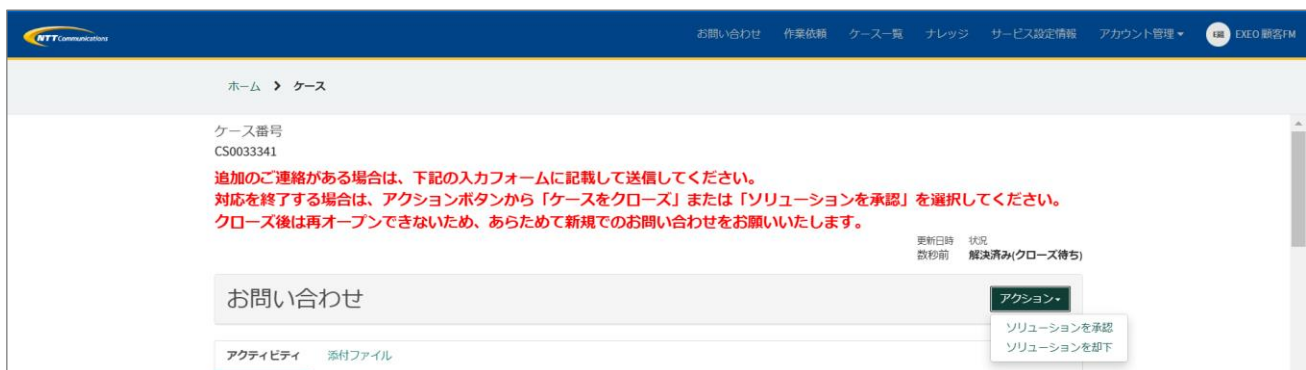 NTT Communications
お問い合わせ 作業依頼 ケース一覧 ナレッジ サービス設定情報 アカウント管理 EXEO 顧客FM
ホーム > ケース
ケース番号
CS0033341
追加のご連絡がある場合は、下記の入力フォームに記載して送信してください。
対応を終了する場合は、アクションボタンから「ケースをクローズ」または「ソリューションを承認」を選択してください。
クローズ後は再オープンできないため、あらためて新規でのお問い合わせをお願いいたします。
更新日時 状況
数秒前 解決済み(クローズ待ち)
お問い合わせ
アクション
ソリューションを承認
ソリューションを却下
アクティビティ 添付ファイル